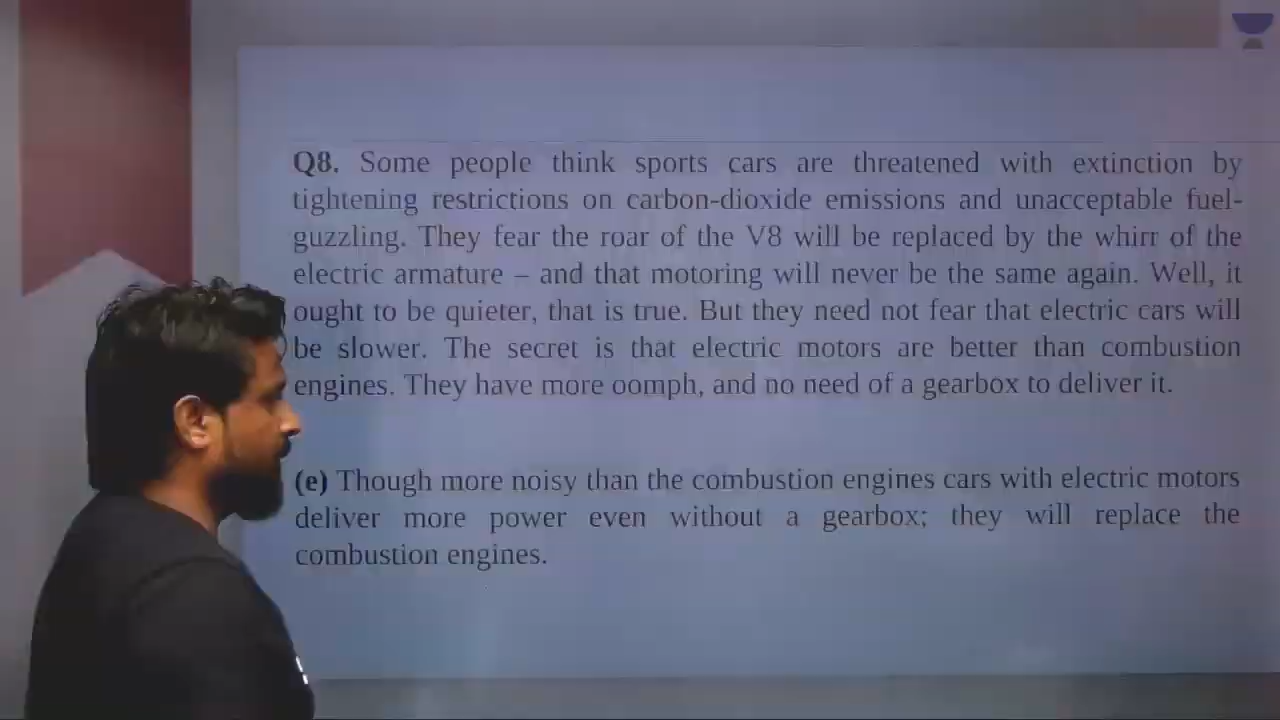 Q8. Some people think sports cars are threatened with extinction by
tightening restrictions on carbon-dioxide emissions and unacceptable fuel-
guzzling. They fear the roar of the V8 will be replaced by the whirr of the
electric armature – and that motoring will never be the same again. Well, it
ought to be quieter, that is true. But they need not fear that electric cars will
be slower. The secret is that electric motors are better than combustion
engines. They have more oomph, and no need of a gearbox to deliver it.
(e) Though more noisy than the combustion engines cars with electric motors
deliver more power even without a gearbox; they will replace the
combustion engines.